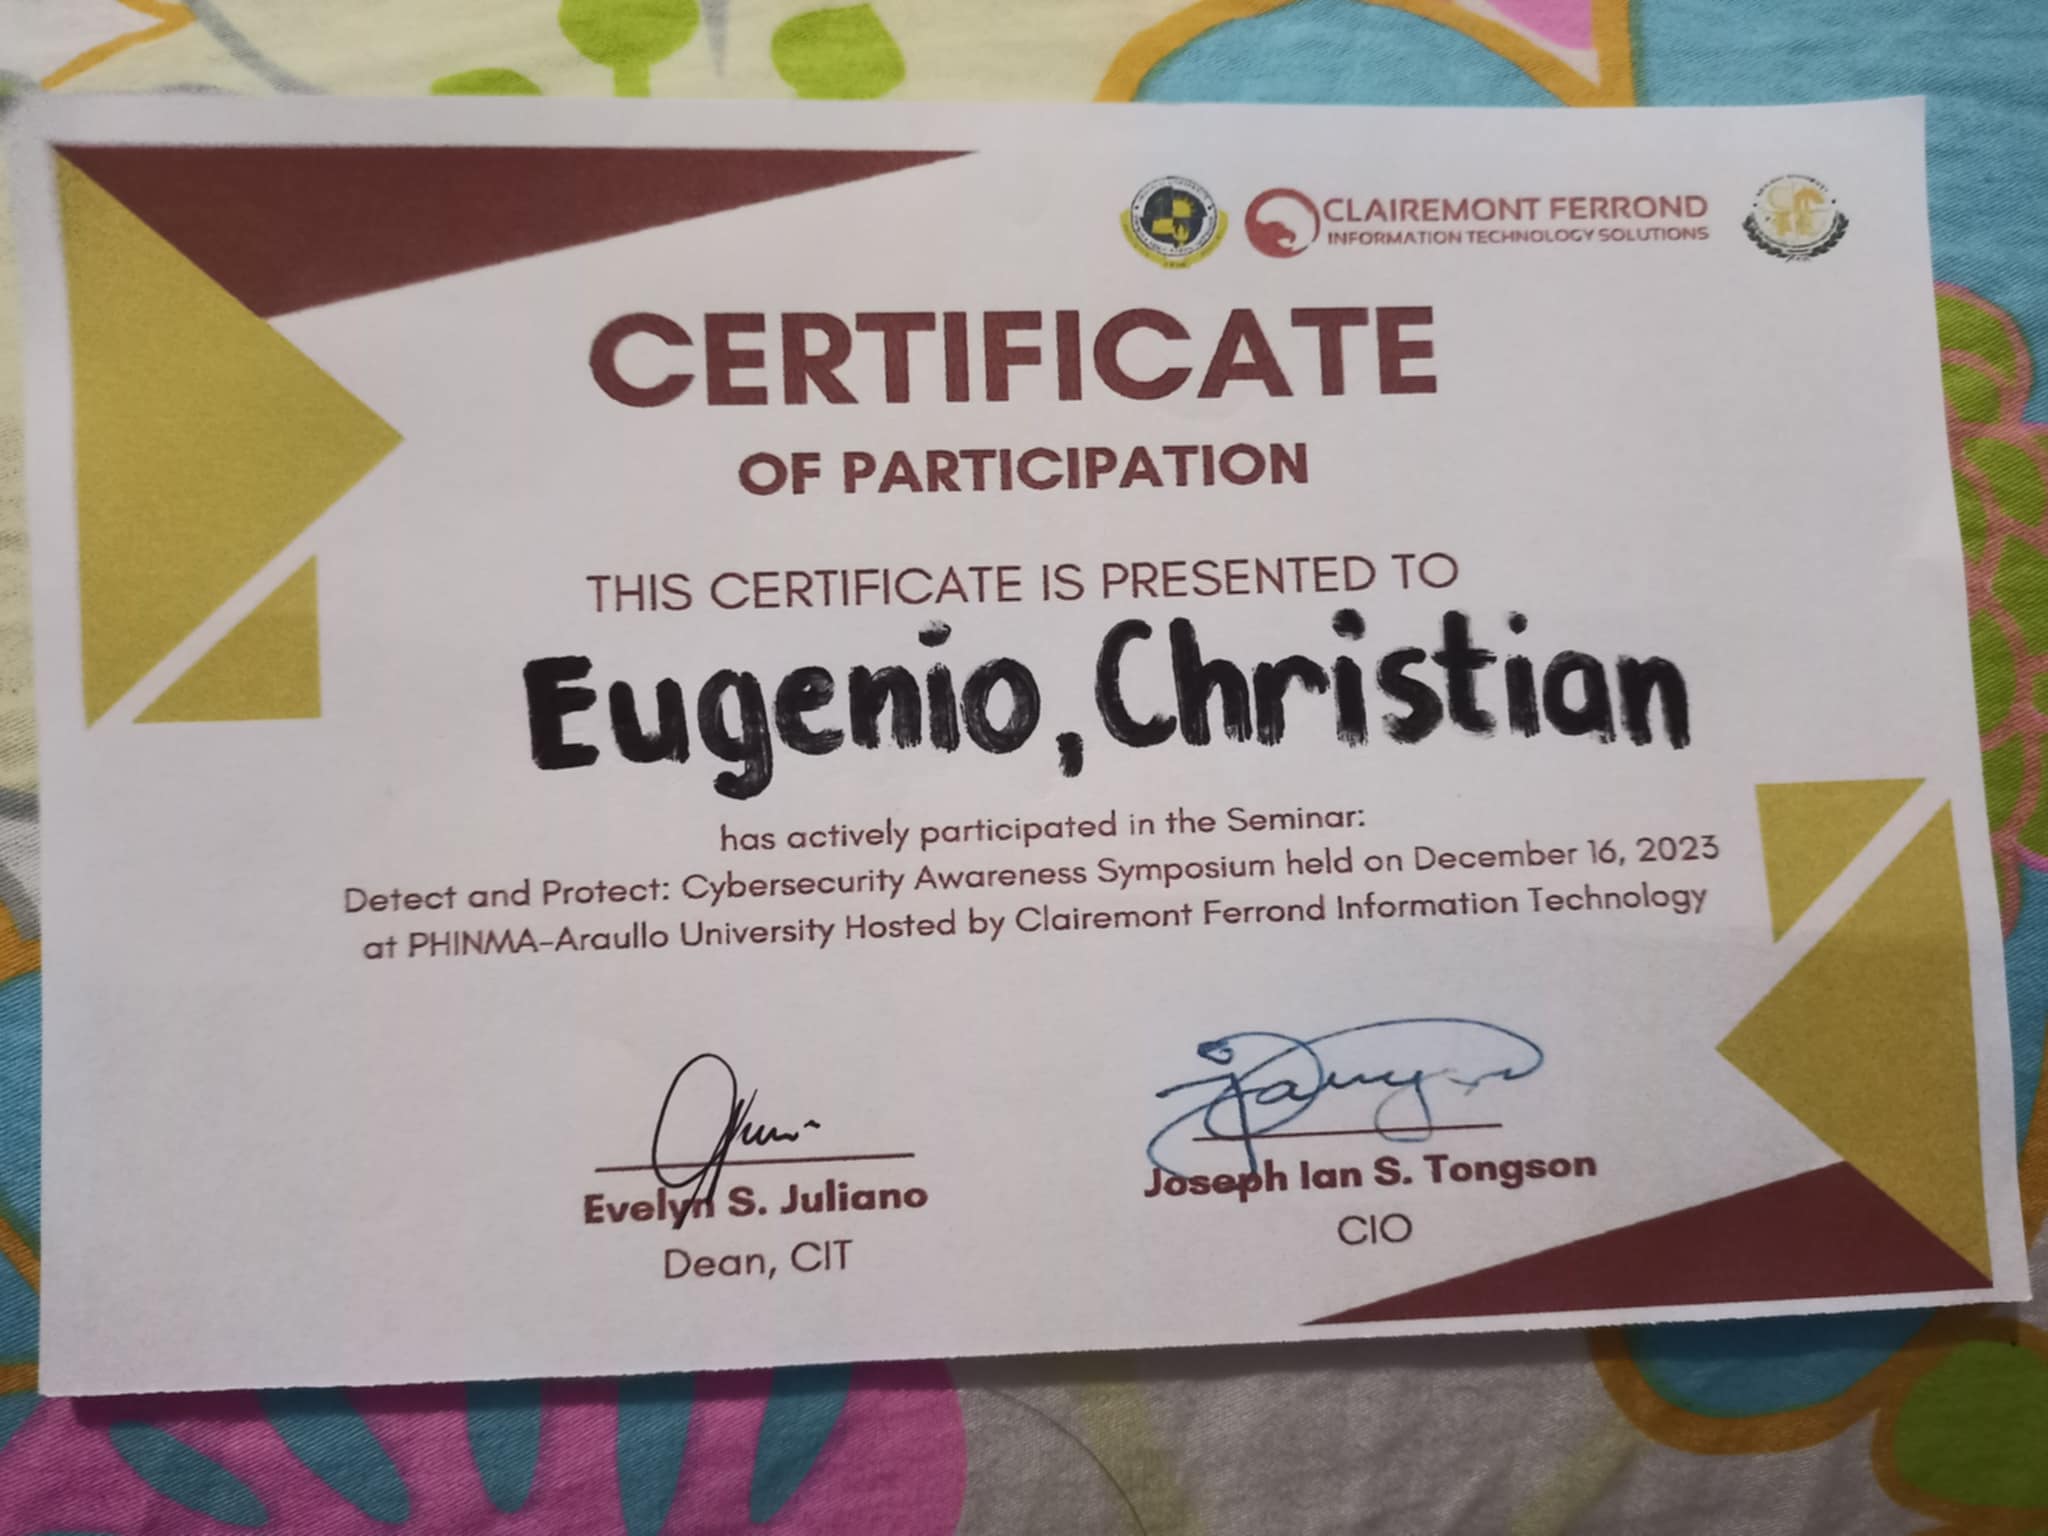 CLAIREMONT FERROND
INFORMATION TECHNOLOGY SOLUTIONS
CERTIFICATE
OF PARTICIPATION
THIS CERTIFICATE IS PRESENTED TO
Eugenio, Christian
has actively participated in the Seminar:
Detect and Protect: Cybersecurity Awareness Symposium held on December 16, 2023
at PHINMA-Araullo University Hosted by Clairemont Ferrond Information Technology
Evelyn S. Juliano
Dean, CIT
Joseph Ian S. Tongson
CIO